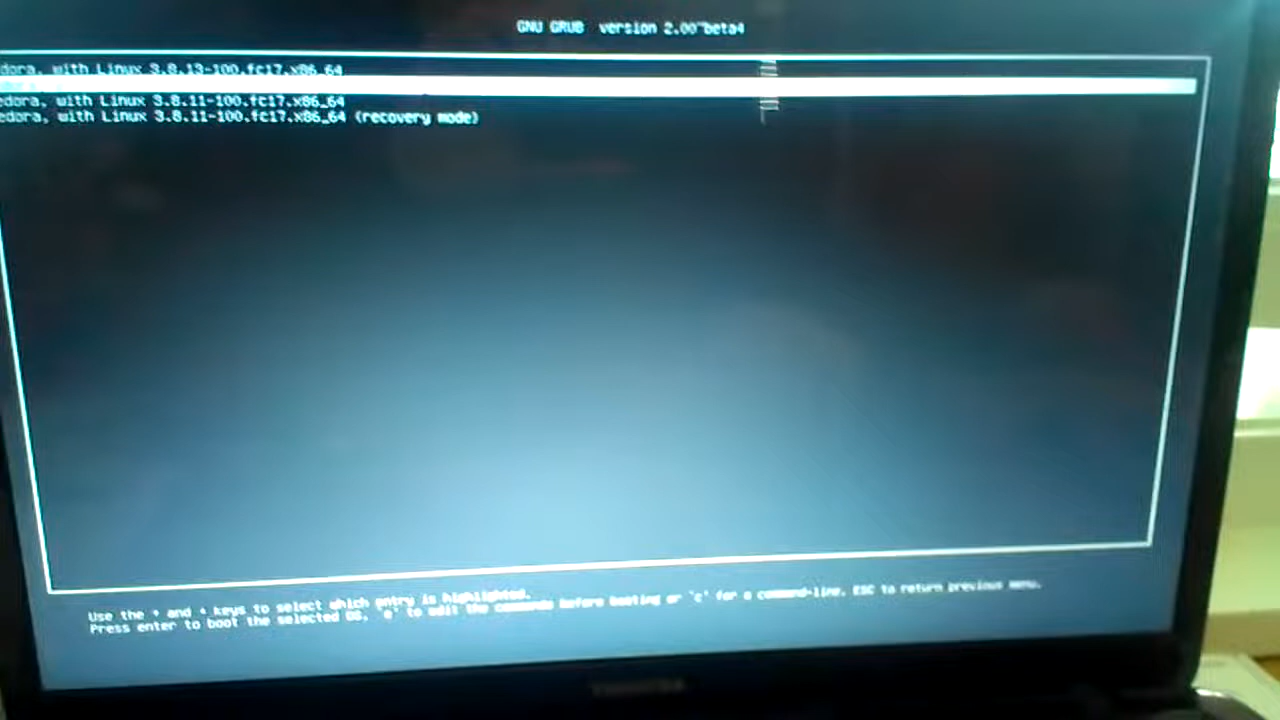 GNU GRUB version 2.00~beta4
dora, with Linux 3.8.13-100.fc17.x86_64
edora, with Linux 3.8.11-100.fc17.x86_64
edora, with Linux 3.8.11-100.fc17.x86_64 (recovery mode)
Use the and keys to select which entry is highlighted.
Press enter to boot the selected OS, 'e' to edit the commands before booting or 'c' for a command-line. ESC to return previous menu.
TOSHIBA